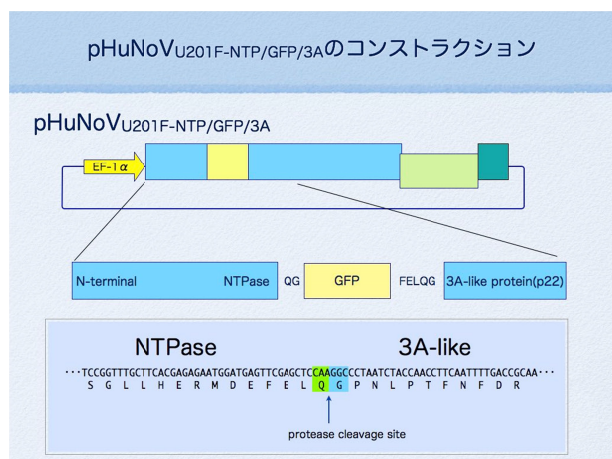 pHuNoVU201F-NTP/GFP/3Aのコンストラクション
pHuNoVU201F-NTP/GFP/3A
EF-1α
N-terminal NTPase QG GFP FELQG 3A-like protein(p22)
NTPase 3A-like
···TCCGGTTTGCTTCACGAGAGAATGGATGAGTTCGAGCTCCAAGGCCCTAATCTACCAACCTTCAATTTTGACCGCAA···
S G L L H E R M D E F E L Q G P N L P T F N F D R
protease cleavage site